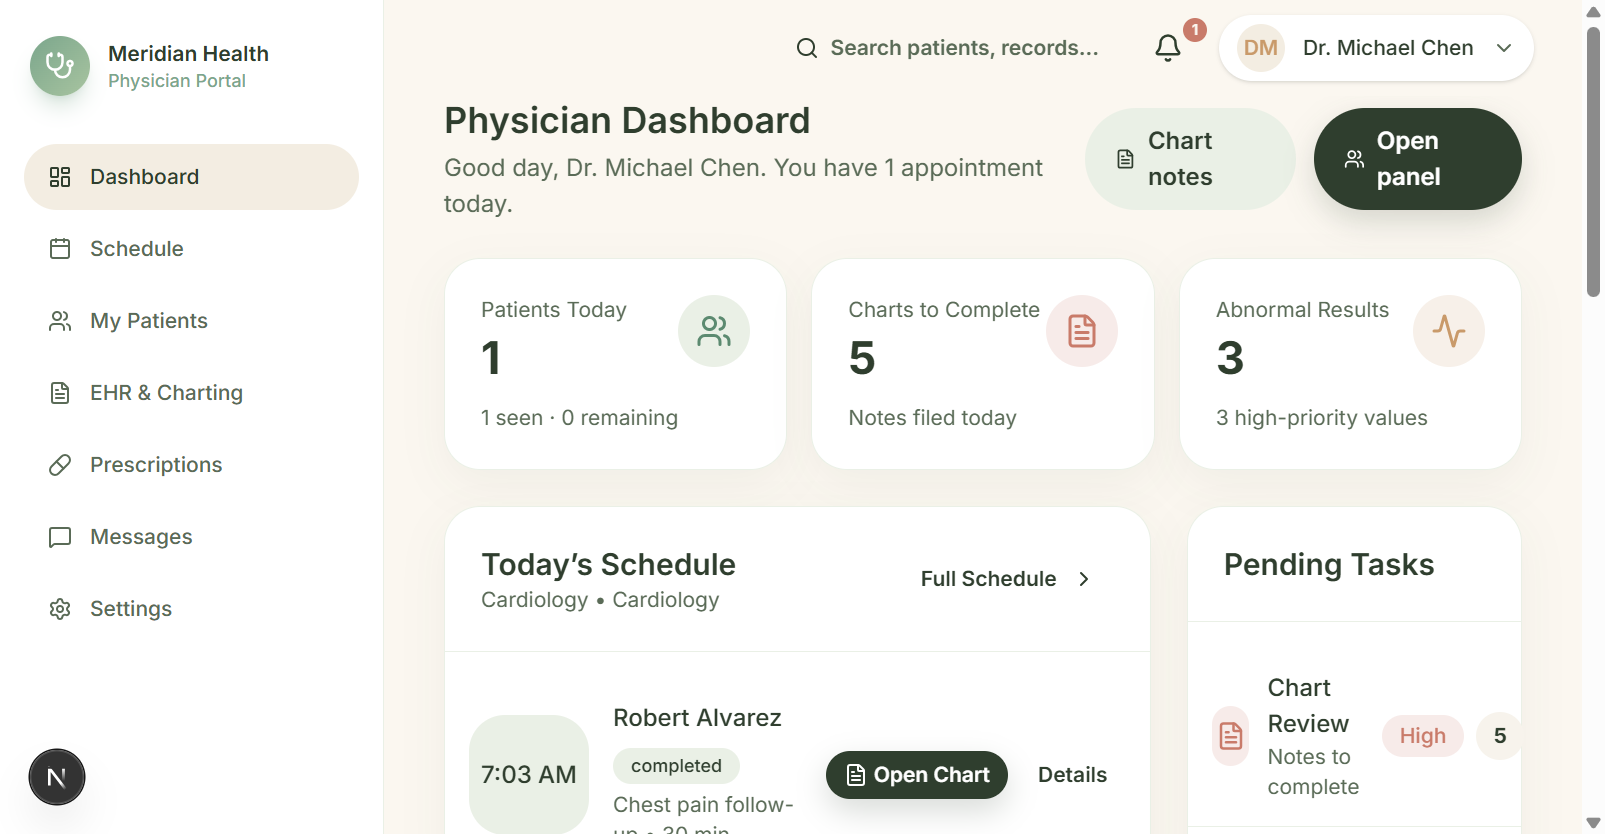 Meridian Health
Physician Portal
Dashboard
Schedule
My Patients
EHR & Charting
Prescriptions
Messages
Settings
N
Search patients, records...
1
DM
Dr. Michael Chen
Physician Dashboard
Good day, Dr. Michael Chen. You have 1 appointment
today.
Chart
notes
Open
panel
Patients Today
1
1 seen · 0 remaining
Charts to Complete
5
Notes filed today
Abnormal Results
3
3 high-priority values
Today’s Schedule
Cardiology • Cardiology
Full Schedule
7:03 AM
Robert Alvarez
completed
Chest pain follow-
up • 30 min
Open Chart
Details
Pending Tasks
Chart
Review
Notes to
complete
High
5